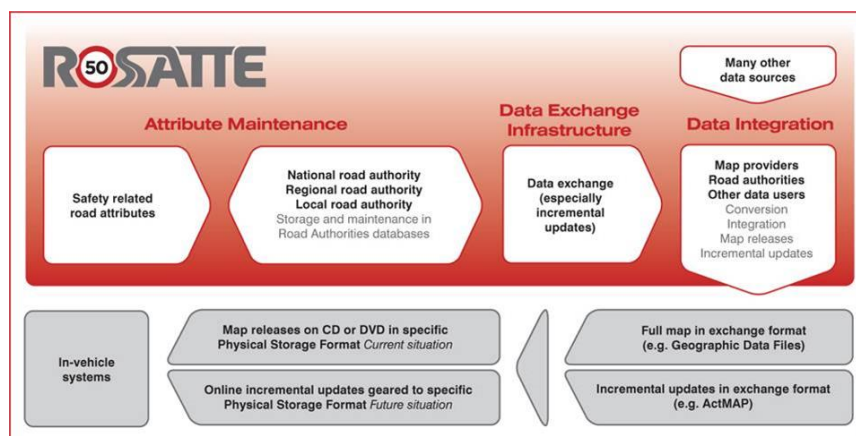 ROSATTE
50
Many other
data sources
Attribute Maintenance
Data Exchange
Infrastructure
Data Integration
Safety related
road attributes
National road authority
Regional road authority
Local road authority
Storage and maintenance in
Road Authorities databases
Data exchange
(especially
incremental
updates)
Map providers
Road authorities
Other data users
Conversion
Integration
Map releases
Incremental updates
In-vehicle
systems
Map releases on CD or DVD in specific
Physical Storage Format Current situation
Online incremental updates geared to specific
Physical Storage Format Future situation
Full map in exchange format
(e.g. Geographic Data Files)
Incremental updates in exchange format
(e.g. ActMAP)